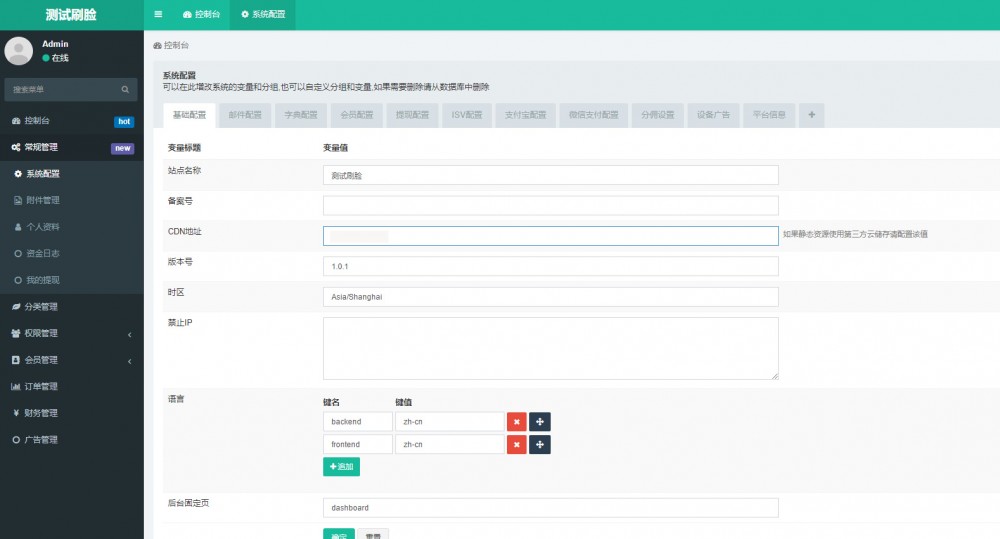 测试刷脸
控制台
系统配置
Admin
在线
搜索菜单
控制台
hot
常规管理
new
系统配置
附件管理
个人资料
资金日志
我的提现
分类管理
权限管理
会员管理
订单管理
财务管理
广告管理
控制台
系统配置
可以在此增改系统的变量和分组,也可以自定义分组和变量,如果需要删除请从数据库中删除
基础配置 邮件配置 字典配置 会员配置 提现配置 ISV配置 支付宝配置 微信支付配置 分佣设置 设备广告 平台信息
变量标题 变量值
站点名称 测试刷脸
备案号
CDN地址 如果静态资源使用第三方云储存请配置该值
版本号 1.0.1
时区 Asia/Shanghai
禁止IP
语言 键名 键值
backend zh-cn
frontend zh-cn
追加
后台固定页 dashboard
确定 重置